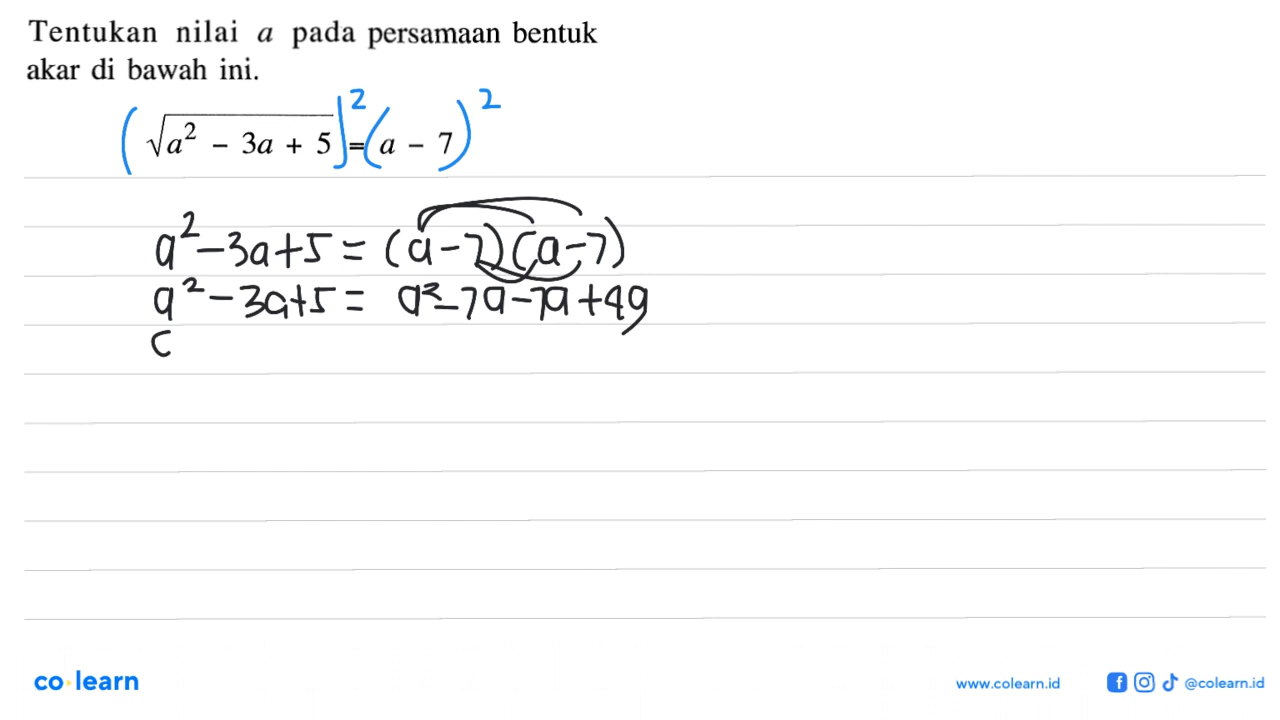 Tentukan nilai a pada persamaan bentuk
akar di bawah ini.
(√(a² - 3a + 5))² = (a - 7)²
a² - 3a + 5 = (a - 7)(a - 7)
a² - 3a + 5 = a² - 7a - 7a + 49
co learn
www.colearn.id
@colearn.id